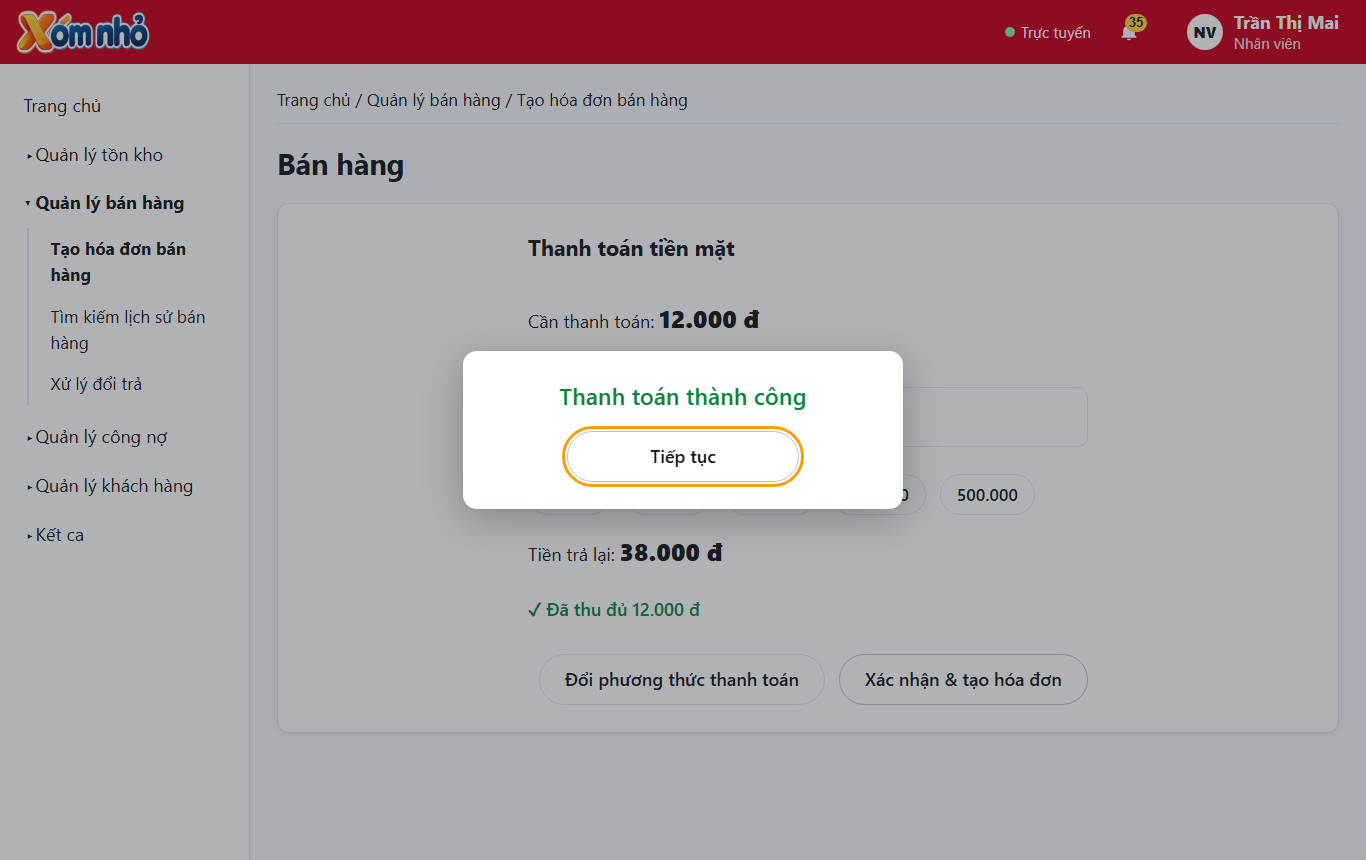 Xóm nhỏ
Trực tuyến
35
NV
Trần Thị Mai
Nhân viên
Trang chủ
Quản lý tồn kho
Quản lý bán hàng
Tạo hóa đơn bán
hàng
Tìm kiếm lịch sử bán
hàng
Xử lý đổi trả
Quản lý công nợ
Quản lý khách hàng
Kết ca
Trang chủ / Quản lý bán hàng / Tạo hóa đơn bán hàng
Bán hàng
Thanh toán tiền mặt
Cần thanh toán: 12.000 đ
Thanh toán thành công
Tiếp tục
500.000
Tiền trả lại: 38.000 đ
✓ Đã thu đủ 12.000 đ
Đổi phương thức thanh toán
Xác nhận & tạo hóa đơn